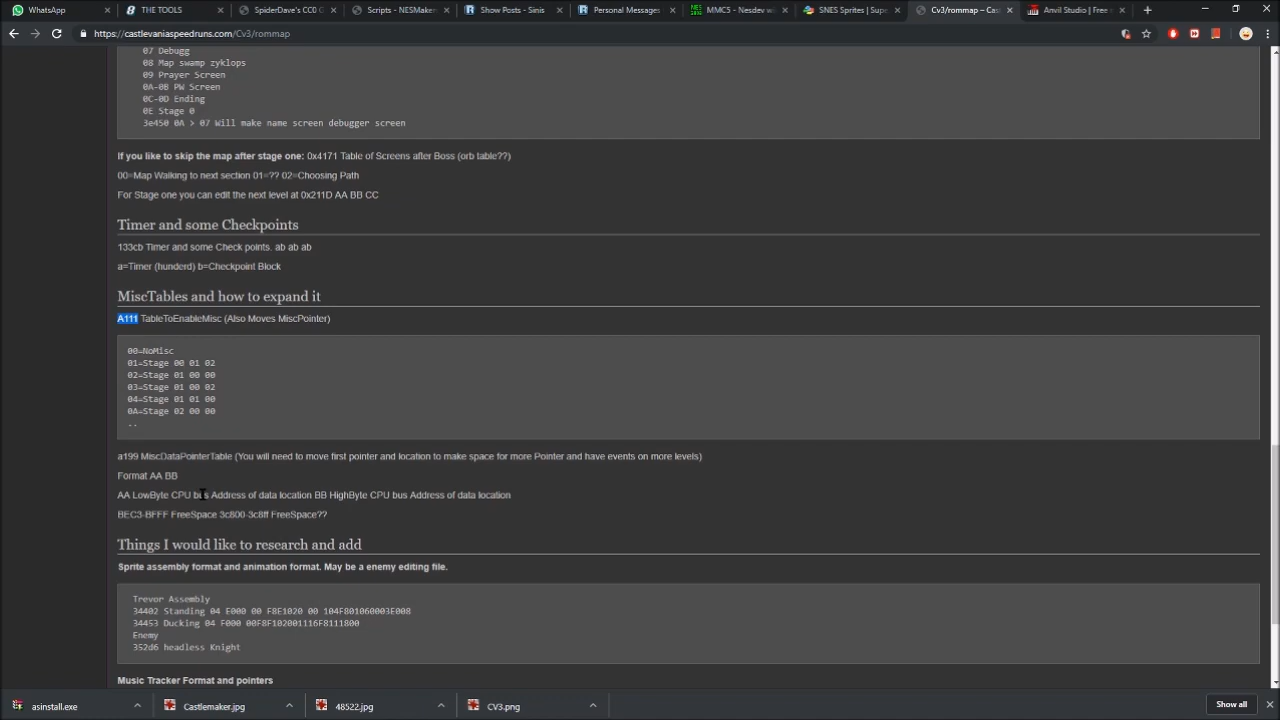 WhatsApp
THE TOOLS
SpiderDave's CCO G
Scripts - NESMaker
Show Posts - Sinis
Personal Messages
MMC5 - Nesdev wi
SNES Sprites | Supe
Cv3/rommap – Cas
Anvil Studio | Free s
https://castlevaniaspeedruns.com/Cv3/rommap
07 Debugg
08 Map swamp zyklops
09 Prayer Screen
0A-0B PW Screen
0C-0D Ending
0E Stage 0
3e450 0A > 07 Will make name screen debugger screen
If you like to skip the map after stage one: 0x4171 Table of Screens after Boss (orb table??)
00=Map Walking to next section 01=?? 02=Choosing Path
For Stage one you can edit the next level at 0x211D AA BB CC
Timer and some Checkpoints
133cb Timer and some Check points. ab ab ab
a=Timer (hunderd) b=Checkpoint Block
MiscTables and how to expand it
A111 TableToEnableMisc (Also Moves MiscPointer)
00=NoMisc
01=Stage 00 01 02
02=Stage 01 00 00
03=Stage 01 00 02
04=Stage 01 01 00
0A=Stage 02 00 00
..
a199 MiscDataPointerTable (You will need to move first pointer and location to make space for more Pointer and have events on more levels)
Format AA BB
AA LowByte CPU bus Address of data location BB HighByte CPU bus Address of data location
BEC3-BFFF FreeSpace 3c800-3c8ff FreeSpace??
Things I would like to research and add
Sprite assembly format and animation format. May be a enemy editing file.
Trevor Assembly
34402 Standing 04 E000 00 F8E1020 00 104F801060003E008
34453 Ducking 04 F000 00F8F102001116F8111800
Enemy
352d6 headless Knight
Music Tracker Format and pointers
asinstall.exe
Castlemaker.jpg
48522.jpg
CV3.png
Show all